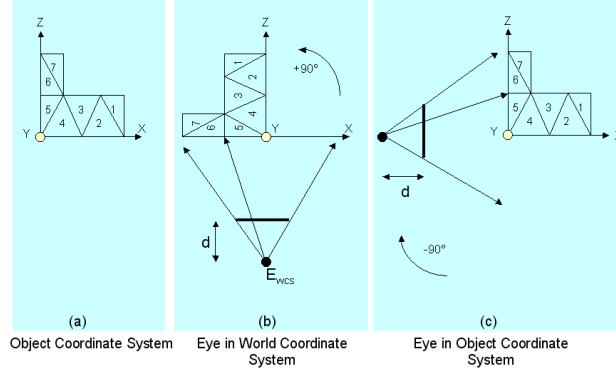 Z
7
6
5
3
1
4
2
Y
X
(a)
Object Coordinate System
Z
1
2
3
4
7
6
5
Y
X
+90°
d
E WCS
(b)
Eye in World Coordinate
System
Z
7
6
5
3
1
4
2
Y
X
d
-90°
(c)
Eye in Object Coordinate
System